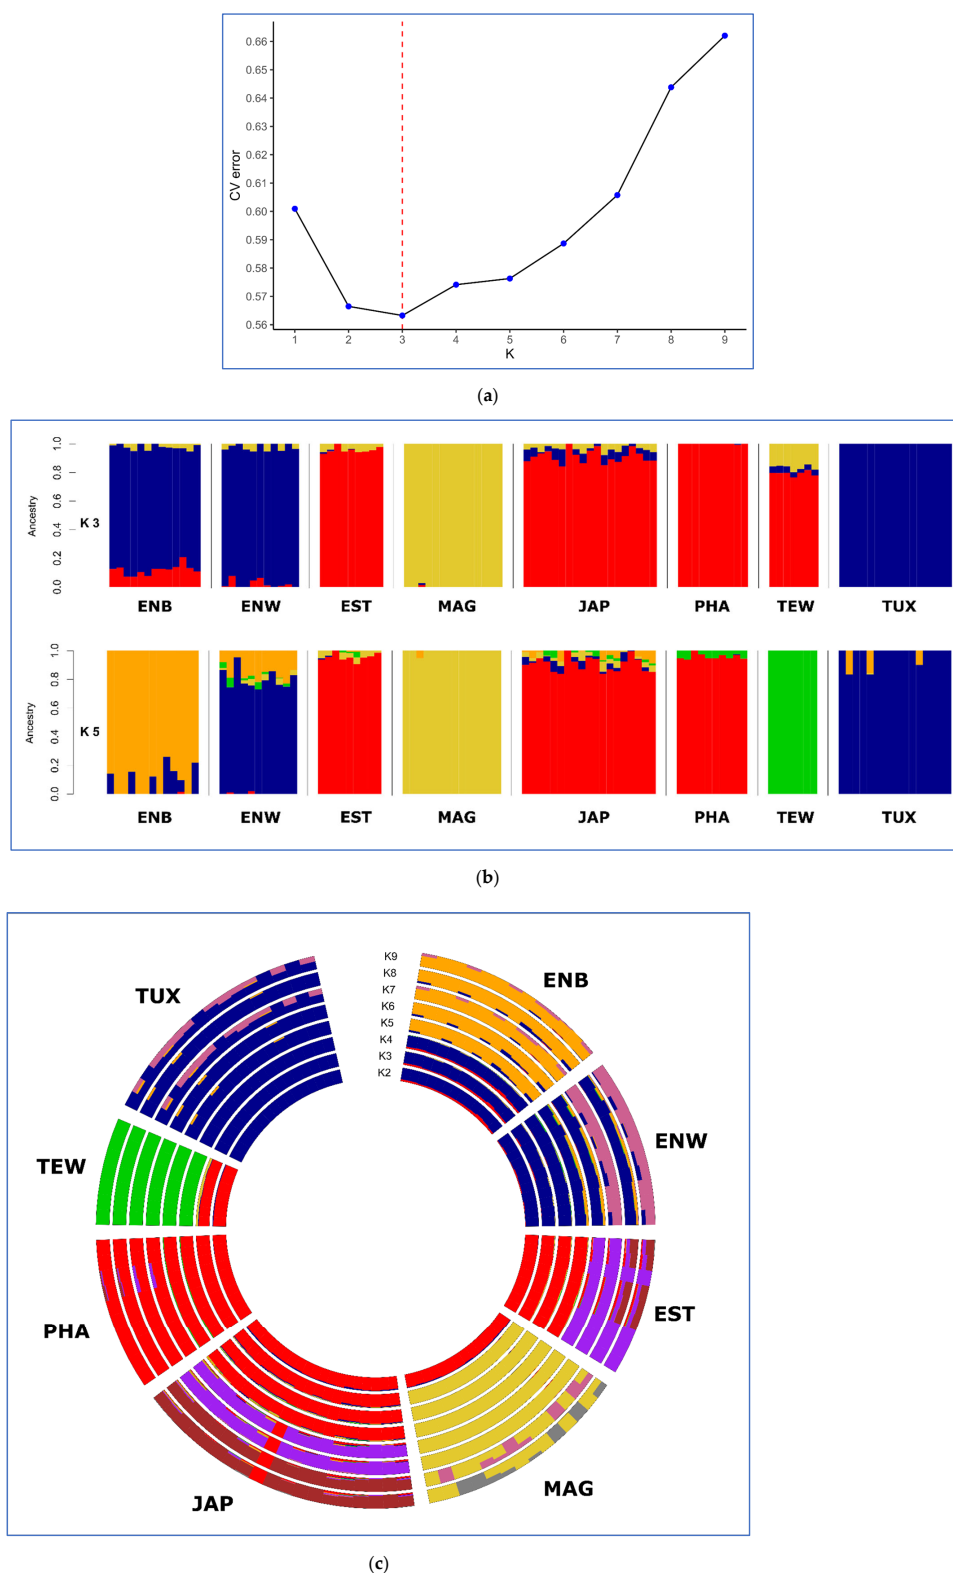 0.66
0.65
0.64
0.63
0.62
0.61
0.60
0.59
0.58
0.57
0.56
CV error
1 2 3 4 5 6 7 8 9
K
(a)
1.0
0.8
0.6
0.4
0.2
0.0
Ancestry
K 3
ENB ENW EST MAG JAP PHA TEW TUX
1.0
0.8
0.6
0.4
0.2
0.0
Ancestry
K 5
ENB ENW EST MAG JAP PHA TEW TUX
(b)
K9
K8
K7
K6
K5
K4
K3
K2
ENB
TUX
ENW
TEW
EST
PHA
MAG
JAP
(c)